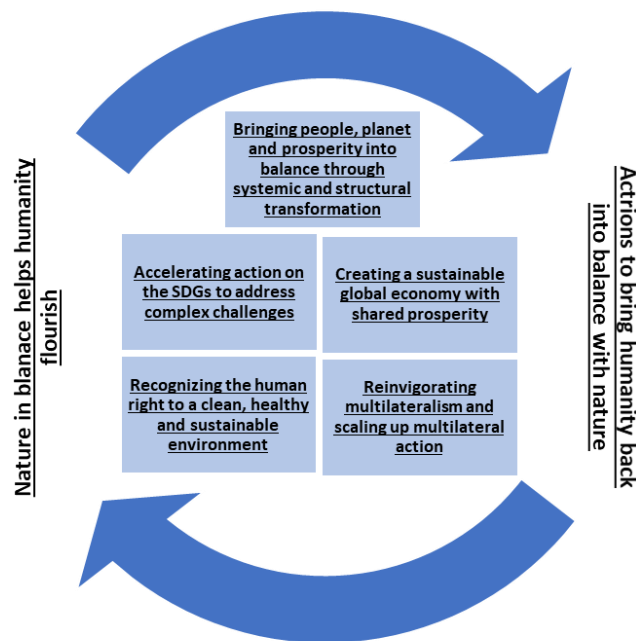 Bringing people, planet
and prosperity into
balance through
systemic and structural
transformation
Accelerating action on
the SDGs to address
complex challenges
Creating a sustainable
global economy with
shared prosperity
Recognizing the human
right to a clean, healthy
and sustainable
environment
Reinvigorating
multilateralism and
scaling up multilateral
action
Nature in blanace helps humanity
flourish
Actrions to bring humanity back
into balance with nature